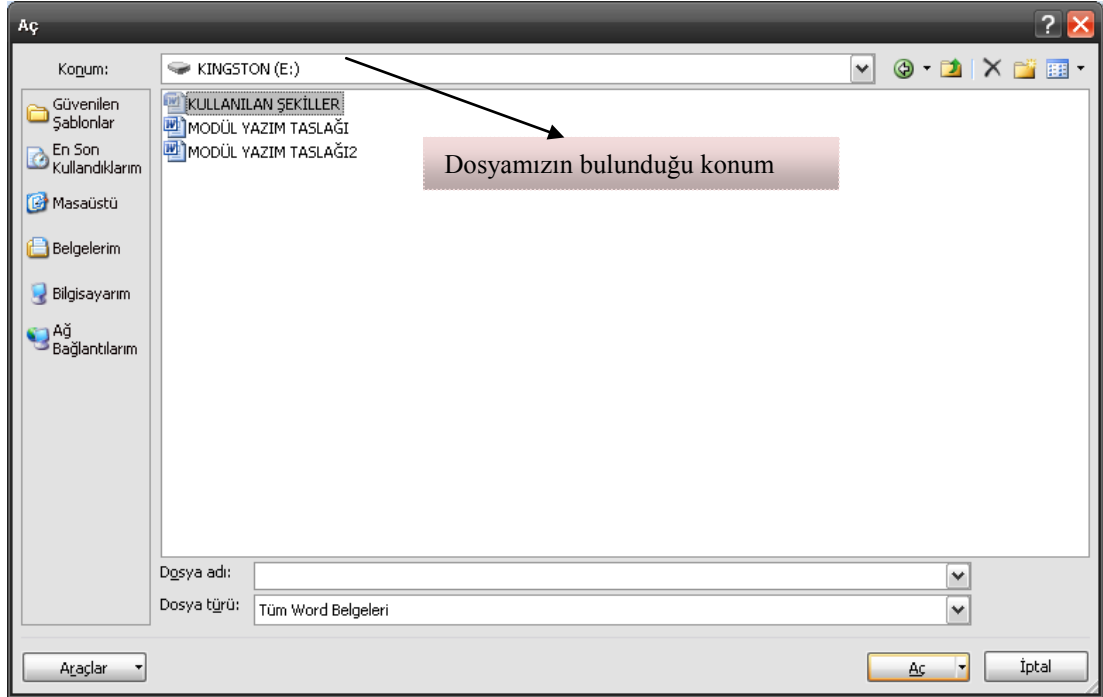 Aç
Konum:
KINGSTON (E:)
Güvenilen
Şablonlar
En Son
Kullandıklarım
Masaüstü
Belgelerim
Bilgisayarım
Ağ
Bağlantılarım
KULLANILAN ŞEKİLLER
MODÜL YAZIM TASLAĞI
MODÜL YAZIM TASLAĞI2
Dosyamızın bulunduğu konum
Dosya adı:
Dosya türü:
Tüm Word Belgeleri
Araçlar
Aç
İptal